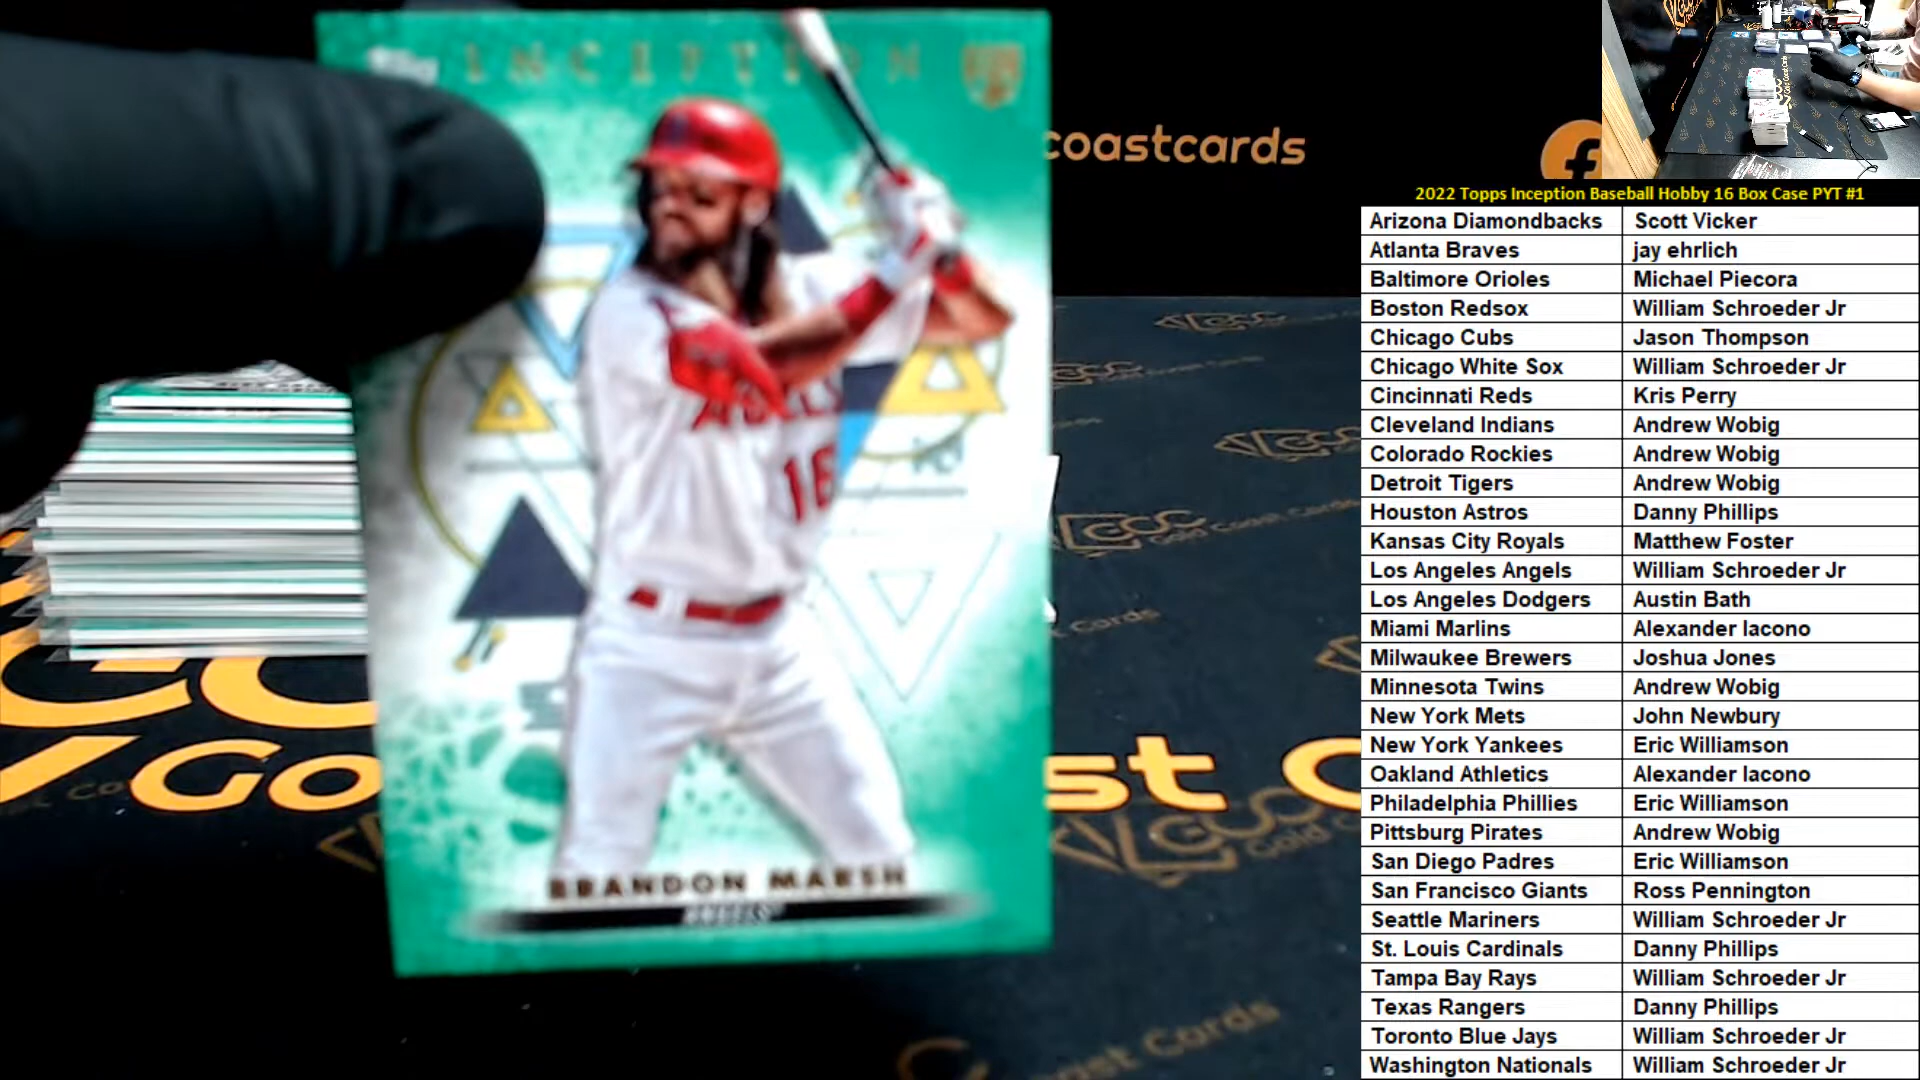 INCEPTION
coastcards
ANGELS
16
BRANDON MARSH
ANGELS
Go
st C
Gold Coast Cards
2022 Topps Inception Baseball Hobby 16 Box Case PYT #1
Arizona Diamondbacks Scott Vicker
Atlanta Braves jay ehrlich
Baltimore Orioles Michael Piecora
Boston Redsox William Schroeder Jr
Chicago Cubs Jason Thompson
Chicago White Sox William Schroeder Jr
Cincinnati Reds Kris Perry
Cleveland Indians Andrew Wobig
Colorado Rockies Andrew Wobig
Detroit Tigers Andrew Wobig
Houston Astros Danny Phillips
Kansas City Royals Matthew Foster
Los Angeles Angels William Schroeder Jr
Los Angeles Dodgers Austin Bath
Miami Marlins Alexander Iacono
Milwaukee Brewers Joshua Jones
Minnesota Twins Andrew Wobig
New York Mets John Newbury
New York Yankees Eric Williamson
Oakland Athletics Alexander Iacono
Philadelphia Phillies Eric Williamson
Pittsburg Pirates Andrew Wobig
San Diego Padres Eric Williamson
San Francisco Giants Ross Pennington
Seattle Mariners William Schroeder Jr
St. Louis Cardinals Danny Phillips
Tampa Bay Rays William Schroeder Jr
Texas Rangers Danny Phillips
Toronto Blue Jays William Schroeder Jr
Washington Nationals William Schroeder Jr